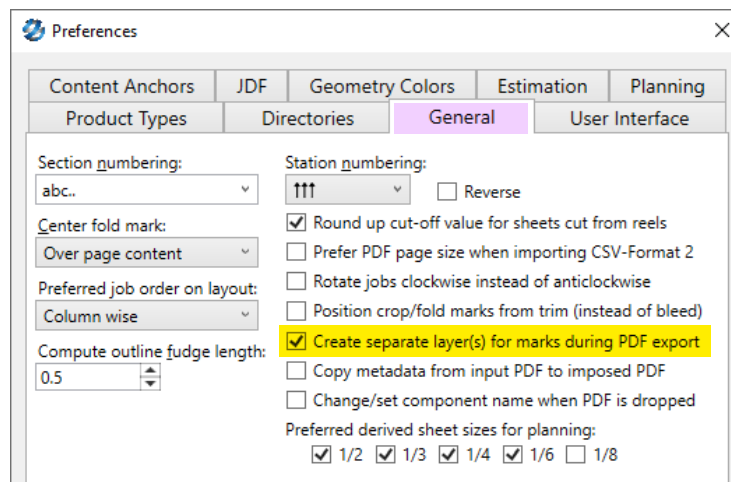 Preferences
Content Anchors JDF Geometry Colors Estimation Planning
Product Types Directories General User Interface
Section numbering:
abc..
Center fold mark:
Over page content
Preferred job order on layout:
Column wise
Compute outline fudge length:
0.5
Station numbering:
↑↑↑ Reverse
Round up cut-off value for sheets cut from reels
Prefer PDF page size when importing CSV-Format 2
Rotate jobs clockwise instead of anticlockwise
Position crop/fold marks from trim (instead of bleed)
Create separate layer(s) for marks during PDF export
Copy metadata from input PDF to imposed PDF
Change/set component name when PDF is dropped
Preferred derived sheet sizes for planning:
1/2 1/3 1/4 1/6 1/8